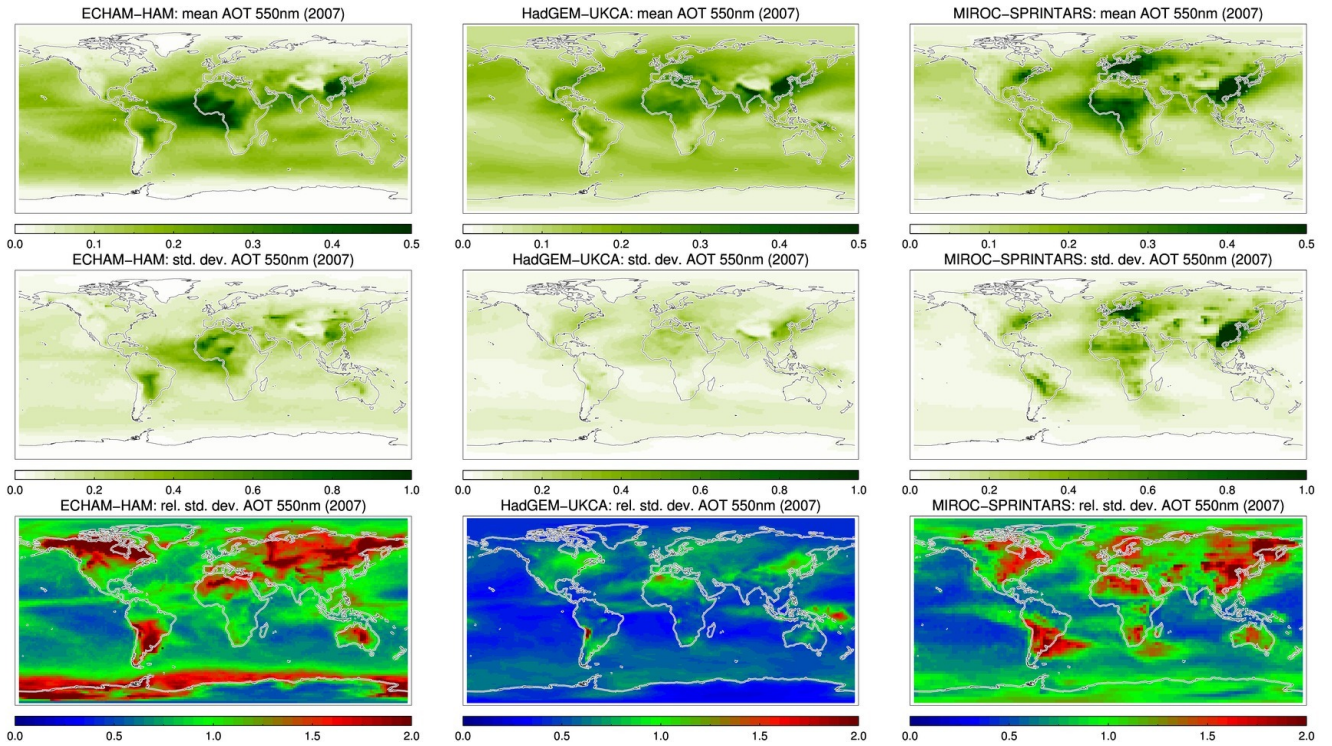 ECHAM−HAM: mean AOT 550nm (2007)
HadGEM−UKCA: mean AOT 550nm (2007)
MIROC−SPRINTARS: mean AOT 550nm (2007)
0.0 0.1 0.2 0.3 0.4 0.5
0.0 0.1 0.2 0.3 0.4 0.5
0.0 0.1 0.2 0.3 0.4 0.5
ECHAM−HAM: std. dev. AOT 550nm (2007)
HadGEM−UKCA: std. dev. AOT 550nm (2007)
MIROC−SPRINTARS: std. dev. AOT 550nm (2007)
0.0 0.2 0.4 0.6 0.8 1.0
0.0 0.2 0.4 0.6 0.8 1.0
0.0 0.2 0.4 0.6 0.8 1.0
ECHAM−HAM: rel. std. dev. AOT 550nm (2007)
HadGEM−UKCA: rel. std. dev. AOT 550nm (2007)
MIROC−SPRINTARS: rel. std. dev. AOT 550nm (2007)
0.0 0.5 1.0 1.5 2.0
0.0 0.5 1.0 1.5 2.0
0.0 0.5 1.0 1.5 2.0